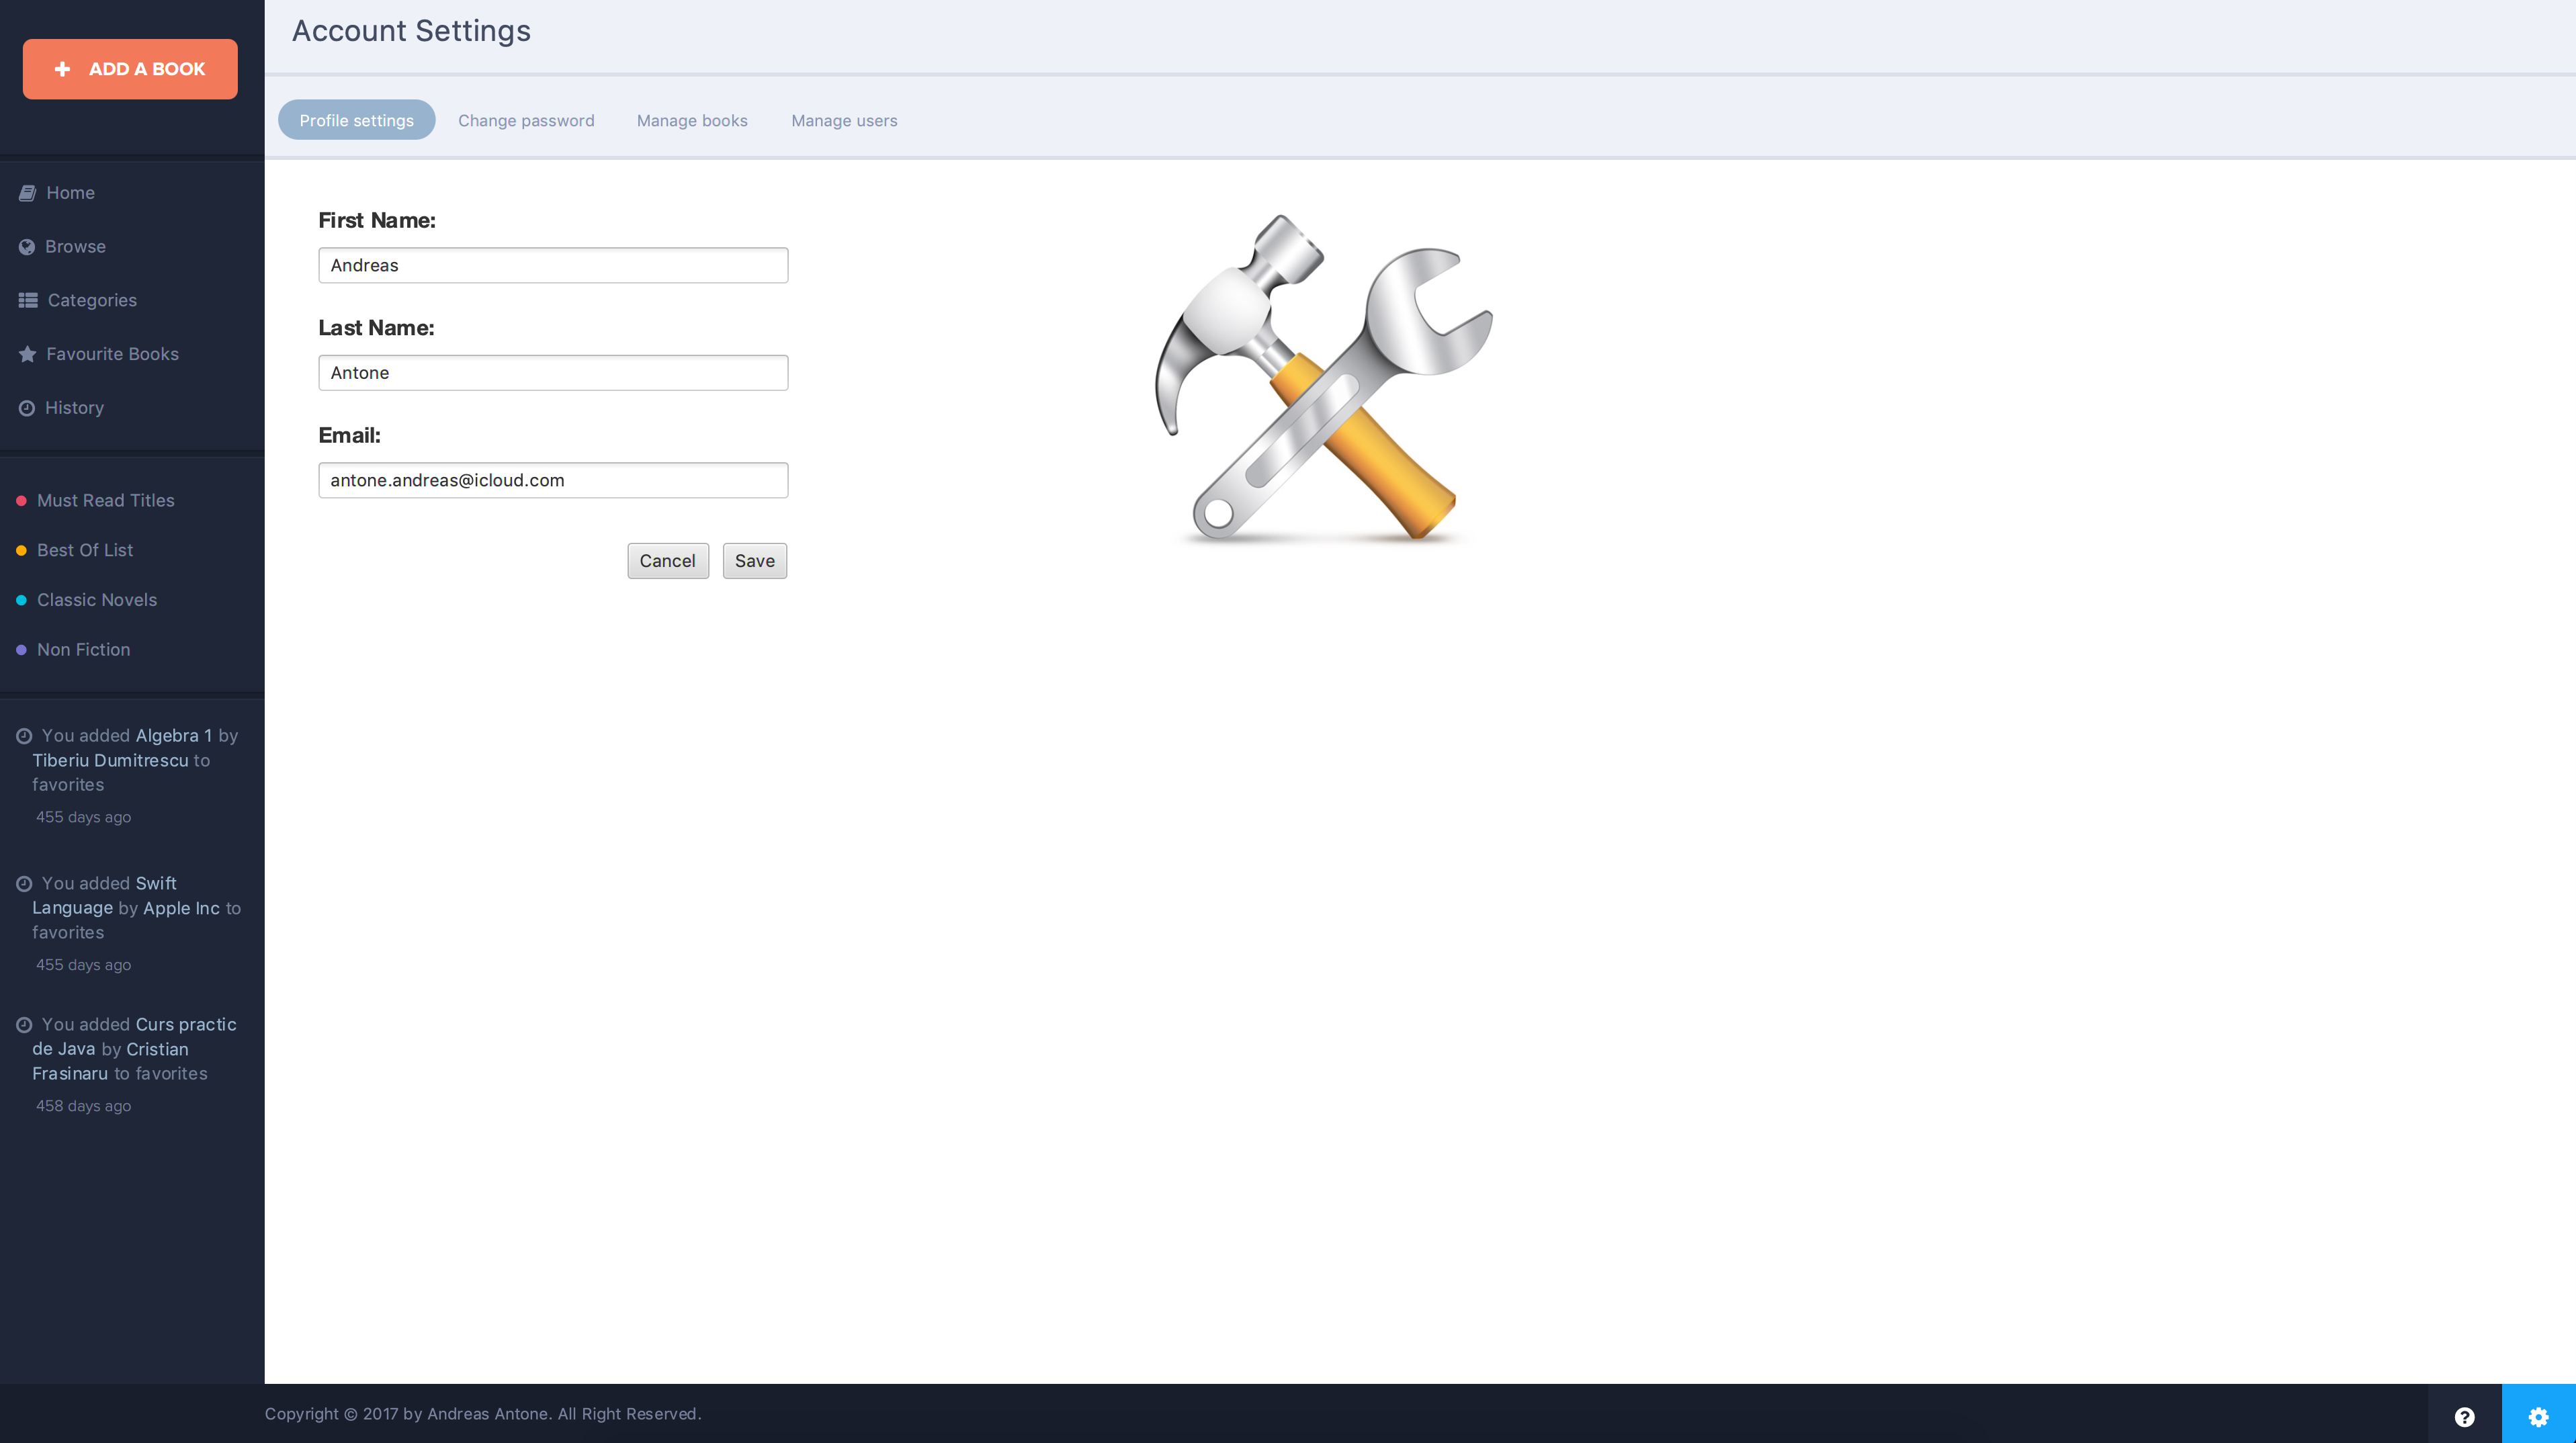 ADD A BOOK
Home
Browse
Categories
Favourite Books
History
Must Read Titles
Best Of List
Classic Novels
Non Fiction
You added Algebra 1 by
Tiberiu Dumitrescu to
favorites
455 days ago
You added Swift
Language by Apple Inc to
favorites
455 days ago
You added Curs practic
de Java by Cristian
Frasinaru to favorites
458 days ago
Account Settings
Profile settings Change password Manage books Manage users
First Name:
Andreas
Last Name:
Antone
Email:
antone.andreas@icloud.com
Cancel Save
Copyright © 2017 by Andreas Antone. All Right Reserved.